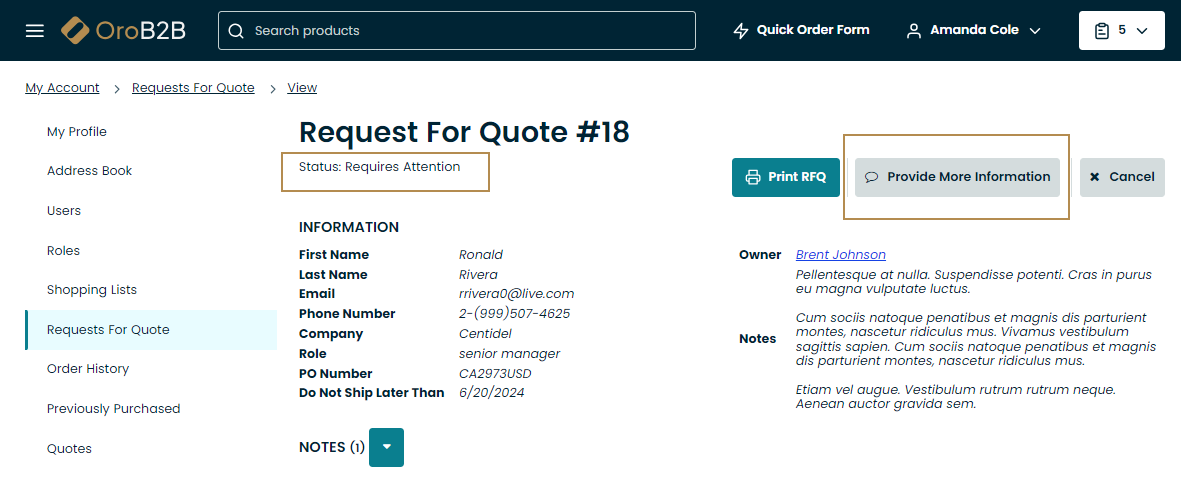 OroB2B
Search products
Quick Order Form
Amanda Cole
5
My Account > Requests For Quote > View
My Profile
Address Book
Users
Roles
Shopping Lists
Requests For Quote
Order History
Previously Purchased
Quotes
Request For Quote #18
Status: Requires Attention
Print RFQ
Provide More Information
Cancel
INFORMATION
First Name Ronald
Last Name Rivera
Email rrivera0@live.com
Phone Number 2-(999)507-4625
Company Centidel
Role senior manager
PO Number CA2973USD
Do Not Ship Later Than 6/20/2024
Owner Brent Johnson
Notes
Pellentesque at nulla. Suspendisse potenti. Cras in purus
eu magna vulputate luctus.
Cum sociis natoque penatibus et magnis dis parturient
montes, nascetur ridiculus mus. Vivamus vestibulum
sagittis sapien. Cum sociis natoque penatibus et magnis
dis parturient montes, nascetur ridiculus mus.
Etiam vel augue. Vestibulum rutrum rutrum neque.
Aenean auctor gravida sem.
NOTES (1)